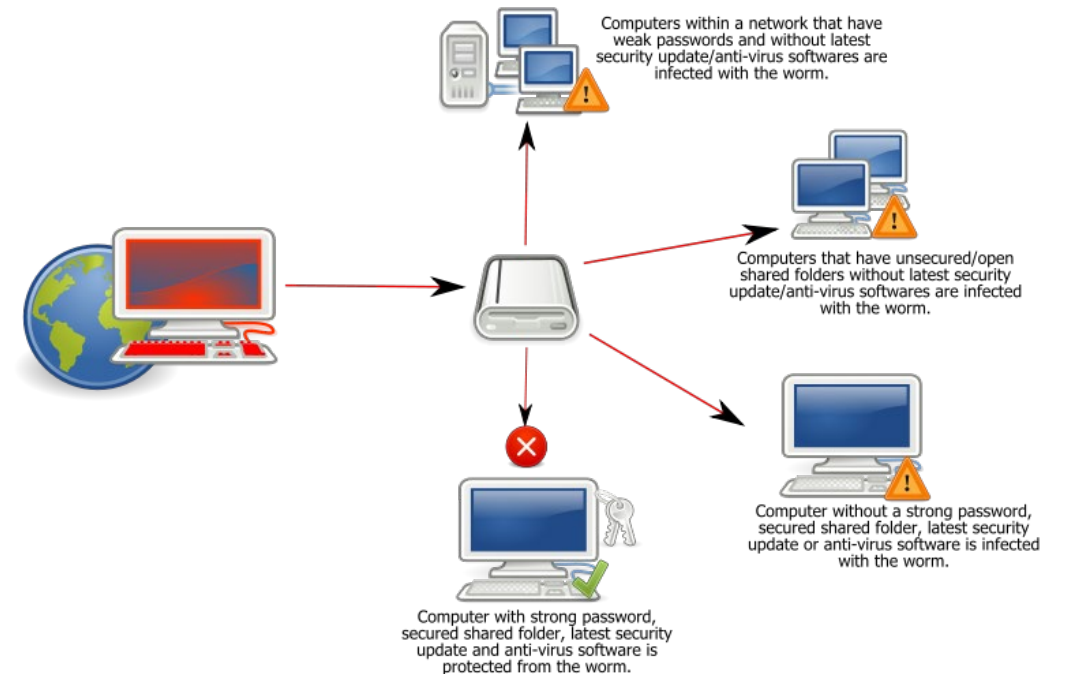 Computers within a network that have
weak passwords and without latest
security update/anti-virus softwares are
infected with the worm.
Computers that have unsecured/open
shared folders without latest security
update/anti-virus softwares are infected
with the worm.
Computer without a strong password,
secured shared folder, latest security
update or anti-virus software is infected
with the worm.
Computer with strong password,
secured shared folder, latest security
update and anti-virus software is
protected from the worm.